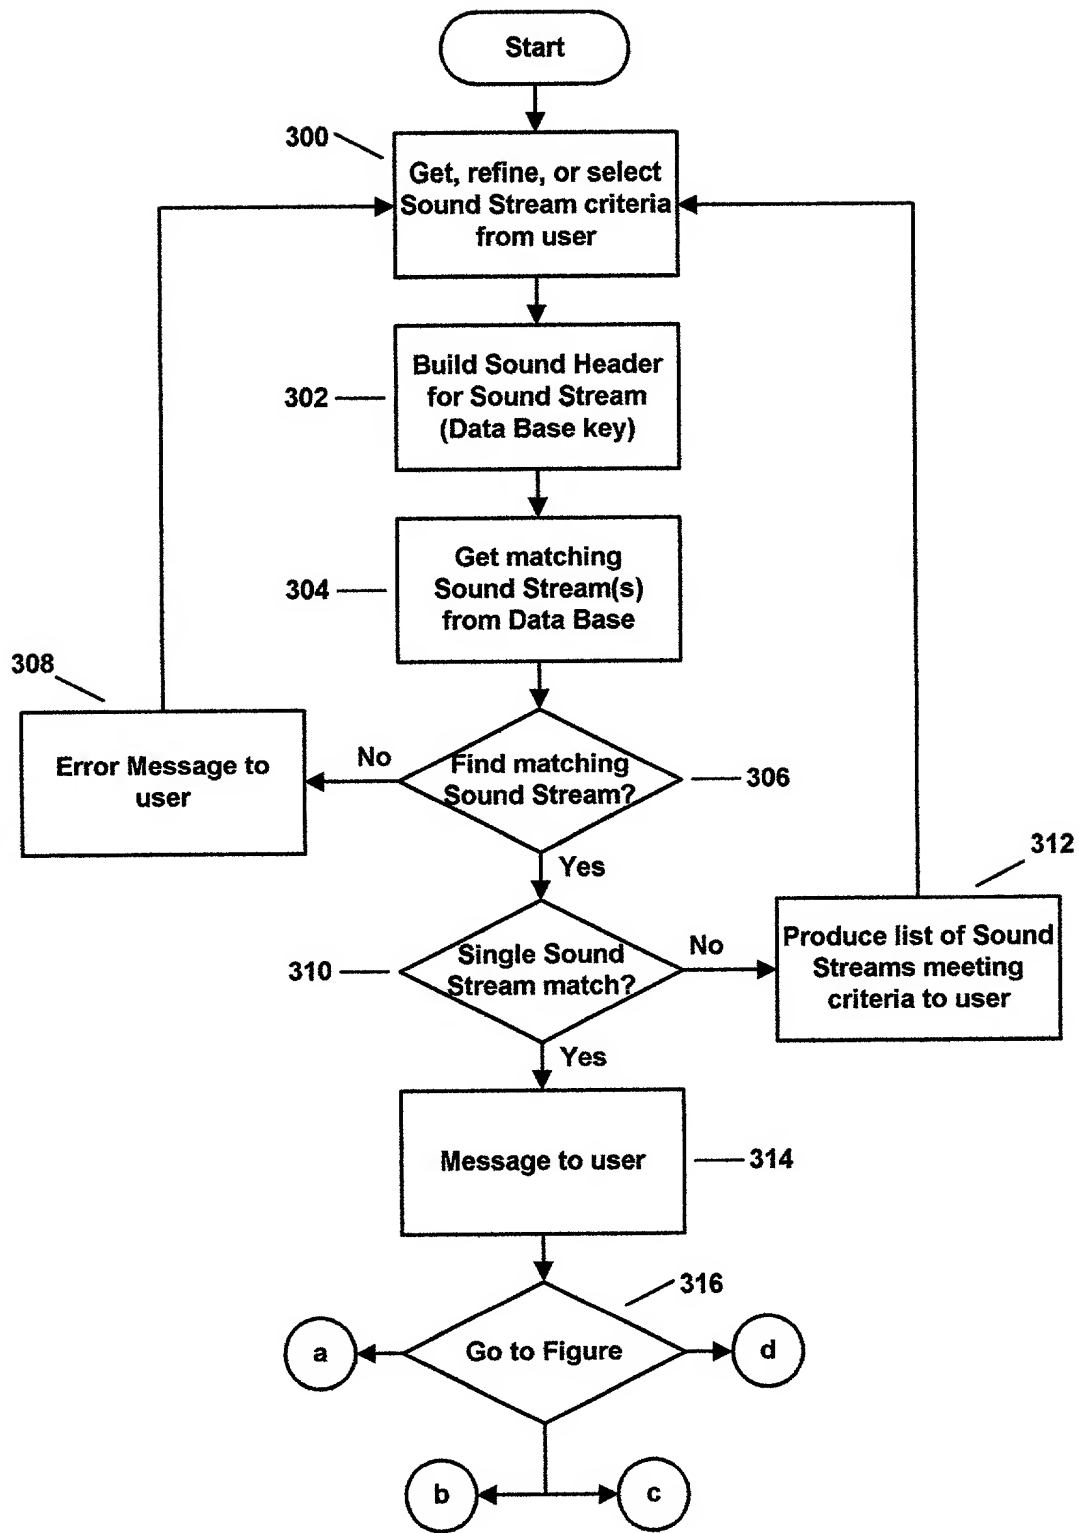 Start
300
Get, refine, or select
Sound Stream criteria
from user
302
Build Sound Header
for Sound Stream
(Data Base key)
304
Get matching
Sound Stream(s)
from Data Base
308
Error Message to
user
No
Find matching
Sound Stream?
306
Yes
312
310
Single Sound
Stream match?
No
Produce list of Sound
Streams meeting
criteria to user
Yes
Message to user
314
316
a
Go to Figure
d
b
c